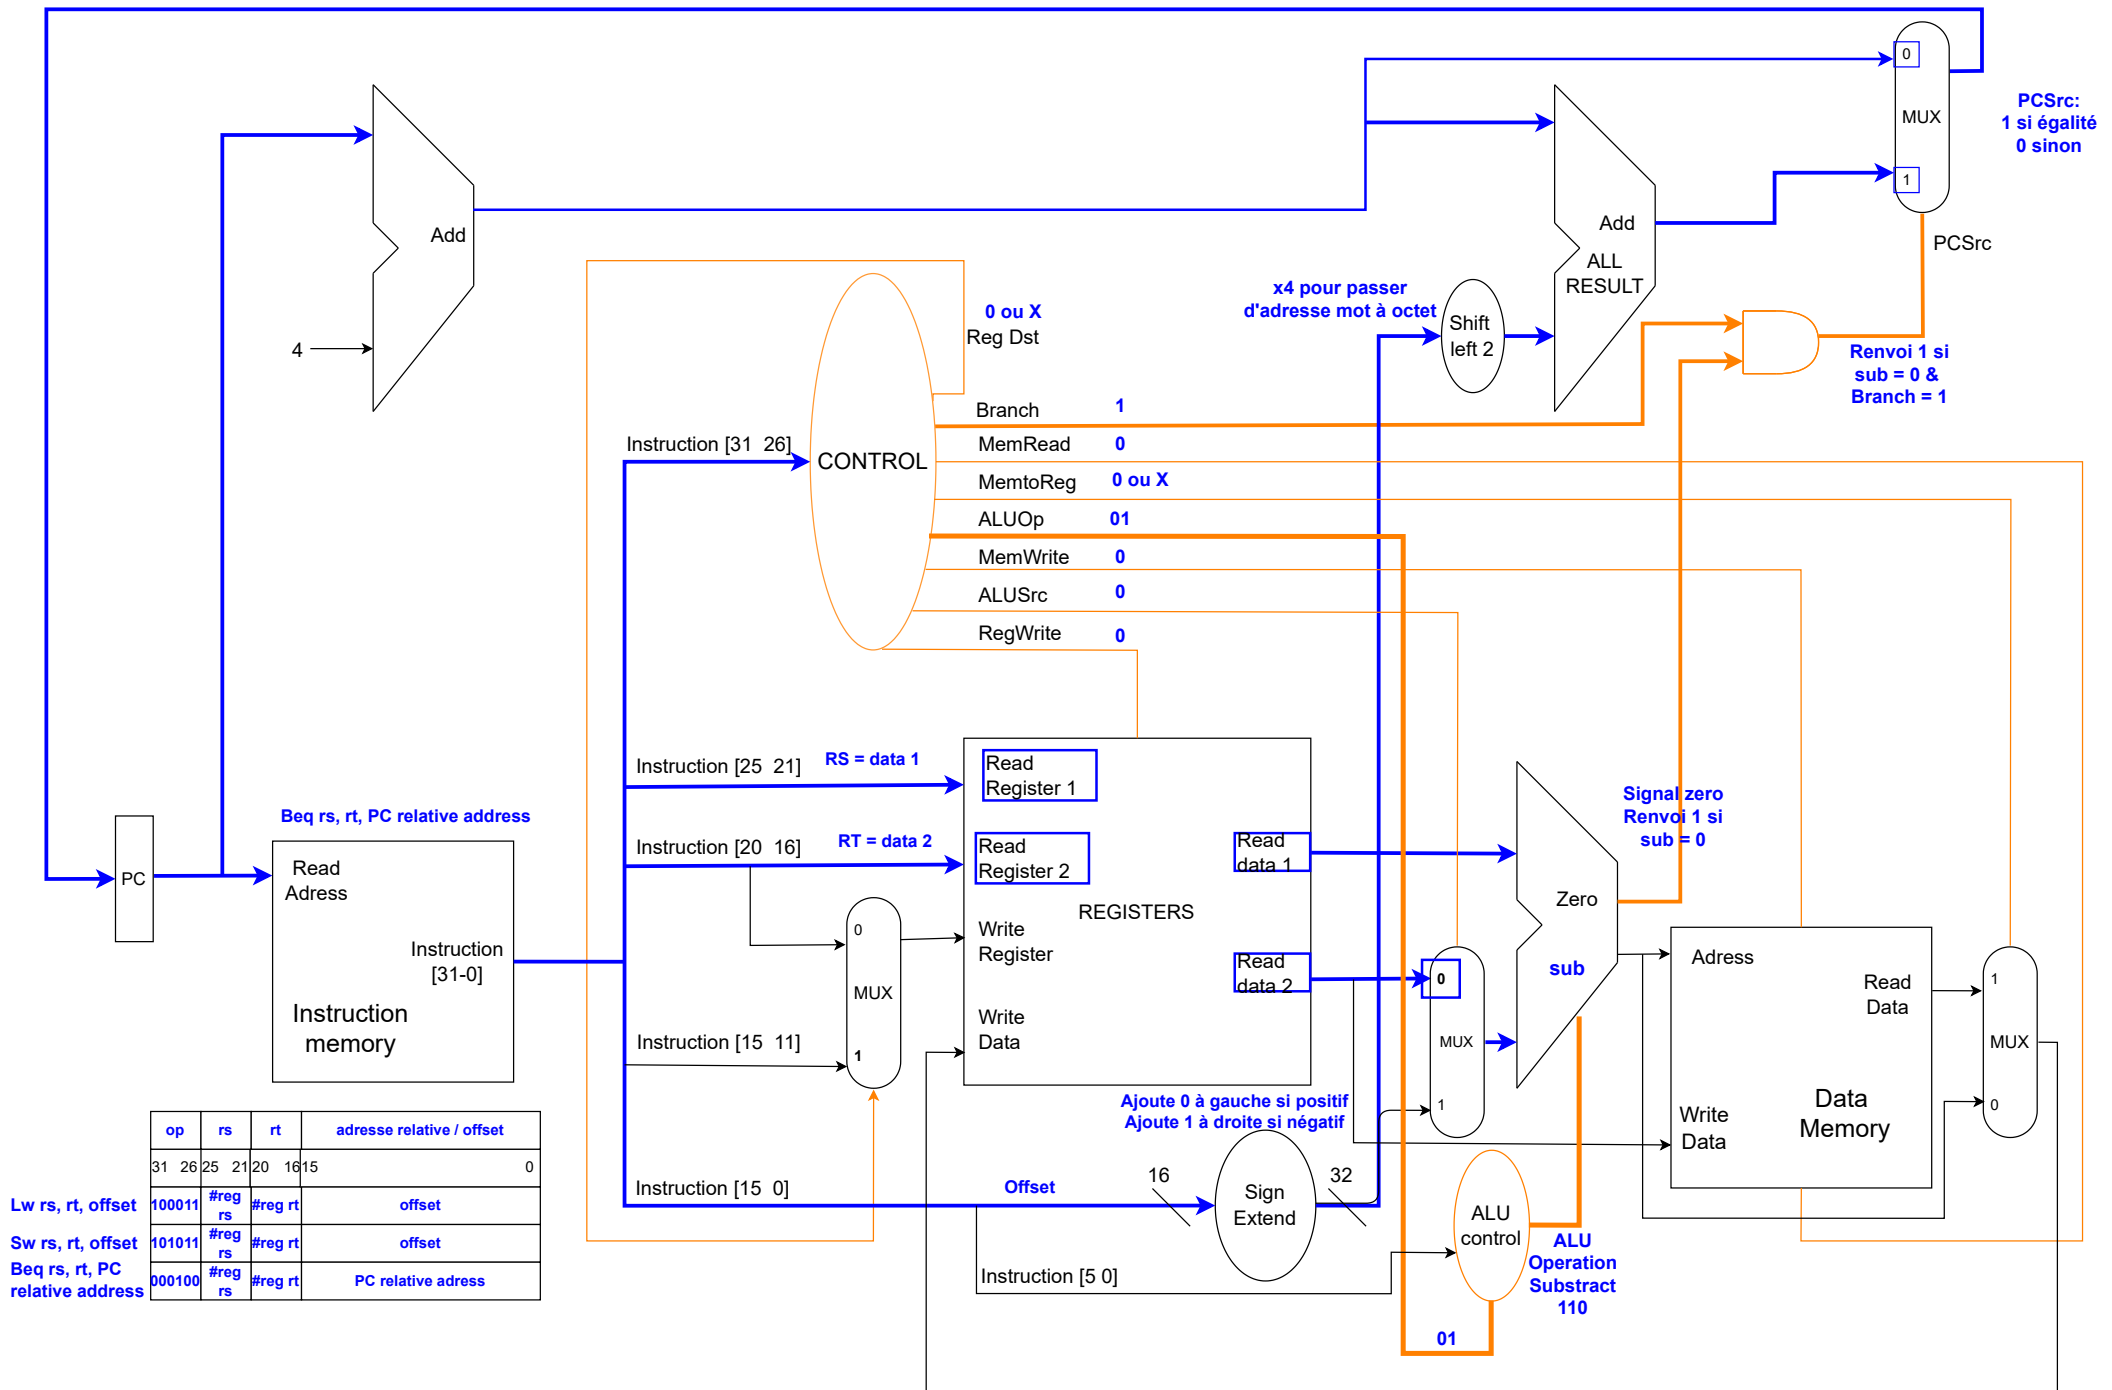 0
MUX
1
PCSrc:
1 si égalité
0 sinon
PCSrc
Add
4
Add
ALL
RESULT
x4 pour passer
d'adresse mot à octet
Shift
left 2
Renvoi 1 si
sub = 0 &
Branch = 1
0 ou X
Reg Dst
Instruction [31 26]
CONTROL
Branch 1
MemRead 0
MemtoReg 0 ou X
ALUOp 01
MemWrite 0
ALUSrc 0
RegWrite 0
PC
Beq rs, rt, PC relative address
Read
Adress
Instruction
[31-0]
Instruction
memory
Instruction [25 21]
RS = data 1
Instruction [20 16]
RT = data 2
0
MUX
1
Instruction [15 11]
Read
Register 1
Read
Register 2
Write
Register
Write
Data
REGISTERS
Read
data 1
Read
data 2
0
MUX
1
Signal zero
Renvoi 1 si
sub = 0
Zero
sub
Adress
Read
Data
Write
Data
Data
Memory
1
MUX
0
Ajoute 0 à gauche si positif
Ajoute 1 à droite si négatif
Instruction [15 0]
Offset
16
Sign
Extend
32
Instruction [5 0]
ALU
control
ALU
Operation
Substract
110
01
op rs rt adresse relative / offset
31 26 25 21 20 16 15 0
Lw rs, rt, offset 100011 #reg rs #reg rt offset
Sw rs, rt, offset 101011 #reg rs #reg rt offset
Beq rs, rt, PC
relative address 000100 #reg rs #reg rt PC relative adress